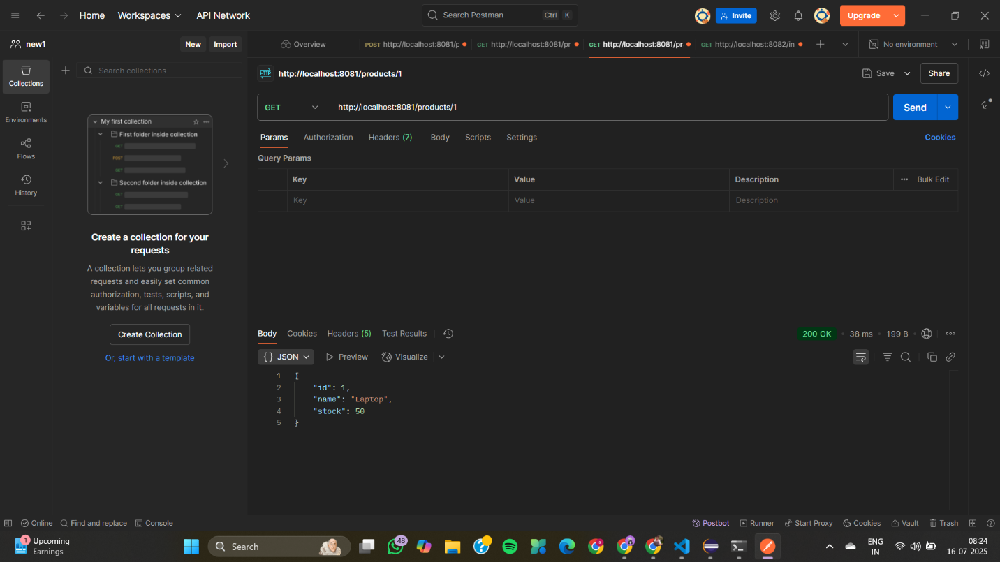 Home
Workspaces
API Network
Search Postman
Ctrl
K
Invite
Upgrade
new1
New
Import
Overview
POST http://localhost:8081/p
GET http://localhost:8081/pr
GET http://localhost:8081/pr
GET http://localhost:8082/in
No environment
Collections
Environments
Flows
History
Search collections
My first collection
First folder inside collection
GET
POST
GET
Second folder inside collection
GET
GET
Create a collection for your
requests
A collection lets you group related
requests and easily set common
authorization, tests, scripts, and
variables for all requests in it.
Create Collection
Or, start with a template
HTTP http://localhost:8081/products/1
Save
Share
GET
http://localhost:8081/products/1
Send
Params
Authorization
Headers (7)
Body
Scripts
Settings
Cookies
Query Params
Key
Value
Description
Bulk Edit
Key
Value
Description
Body
Cookies
Headers (5)
Test Results
200 OK
38 ms
199 B
{} JSON
Preview
Visualize
1 {
2 "id": 1,
3 "name": "Laptop",
4 "stock": 50
5 }
Online
Find and replace
Console
Postbot
Runner
Start Proxy
Cookies
Vault
Trash
1
Upcoming
Earnings
Search
48
ENG
IN
08:24
16-07-2025